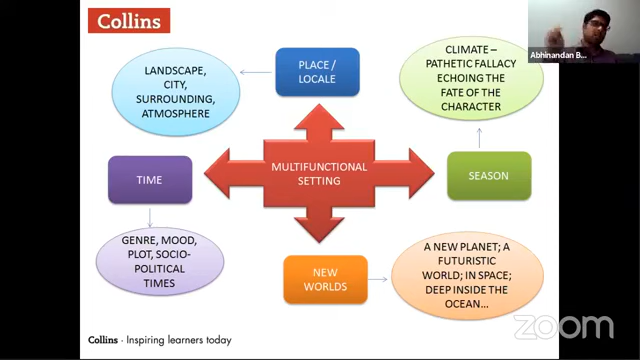 Collins
Abhinandan B...
PLACE /
LOCALE
LANDSCAPE,
CITY,
SURROUNDING,
ATMOSPHERE
CLIMATE –
PATHETIC FALLACY
ECHOING THE
FATE OF THE
CHARACTER
TIME
MULTIFUNCTIONAL
SETTING
SEASON
GENRE, MOOD,
PLOT, SOCIO-
POLITICAL
TIMES
NEW
WORLDS
A NEW PLANET; A
FUTURISTIC
WORLD; IN SPACE;
DEEP INSIDE THE
OCEAN...
zoom
Collins · Inspiring learners today